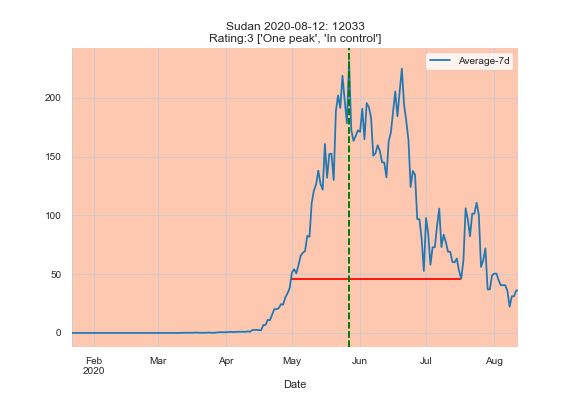 Sudan 2020-08-12: 12033
Rating:3 ['One peak', 'In control']
Average-7d
200
150
100
50
0
Feb
2020
Mar
Apr
May
Jun
Jul
Aug
Date